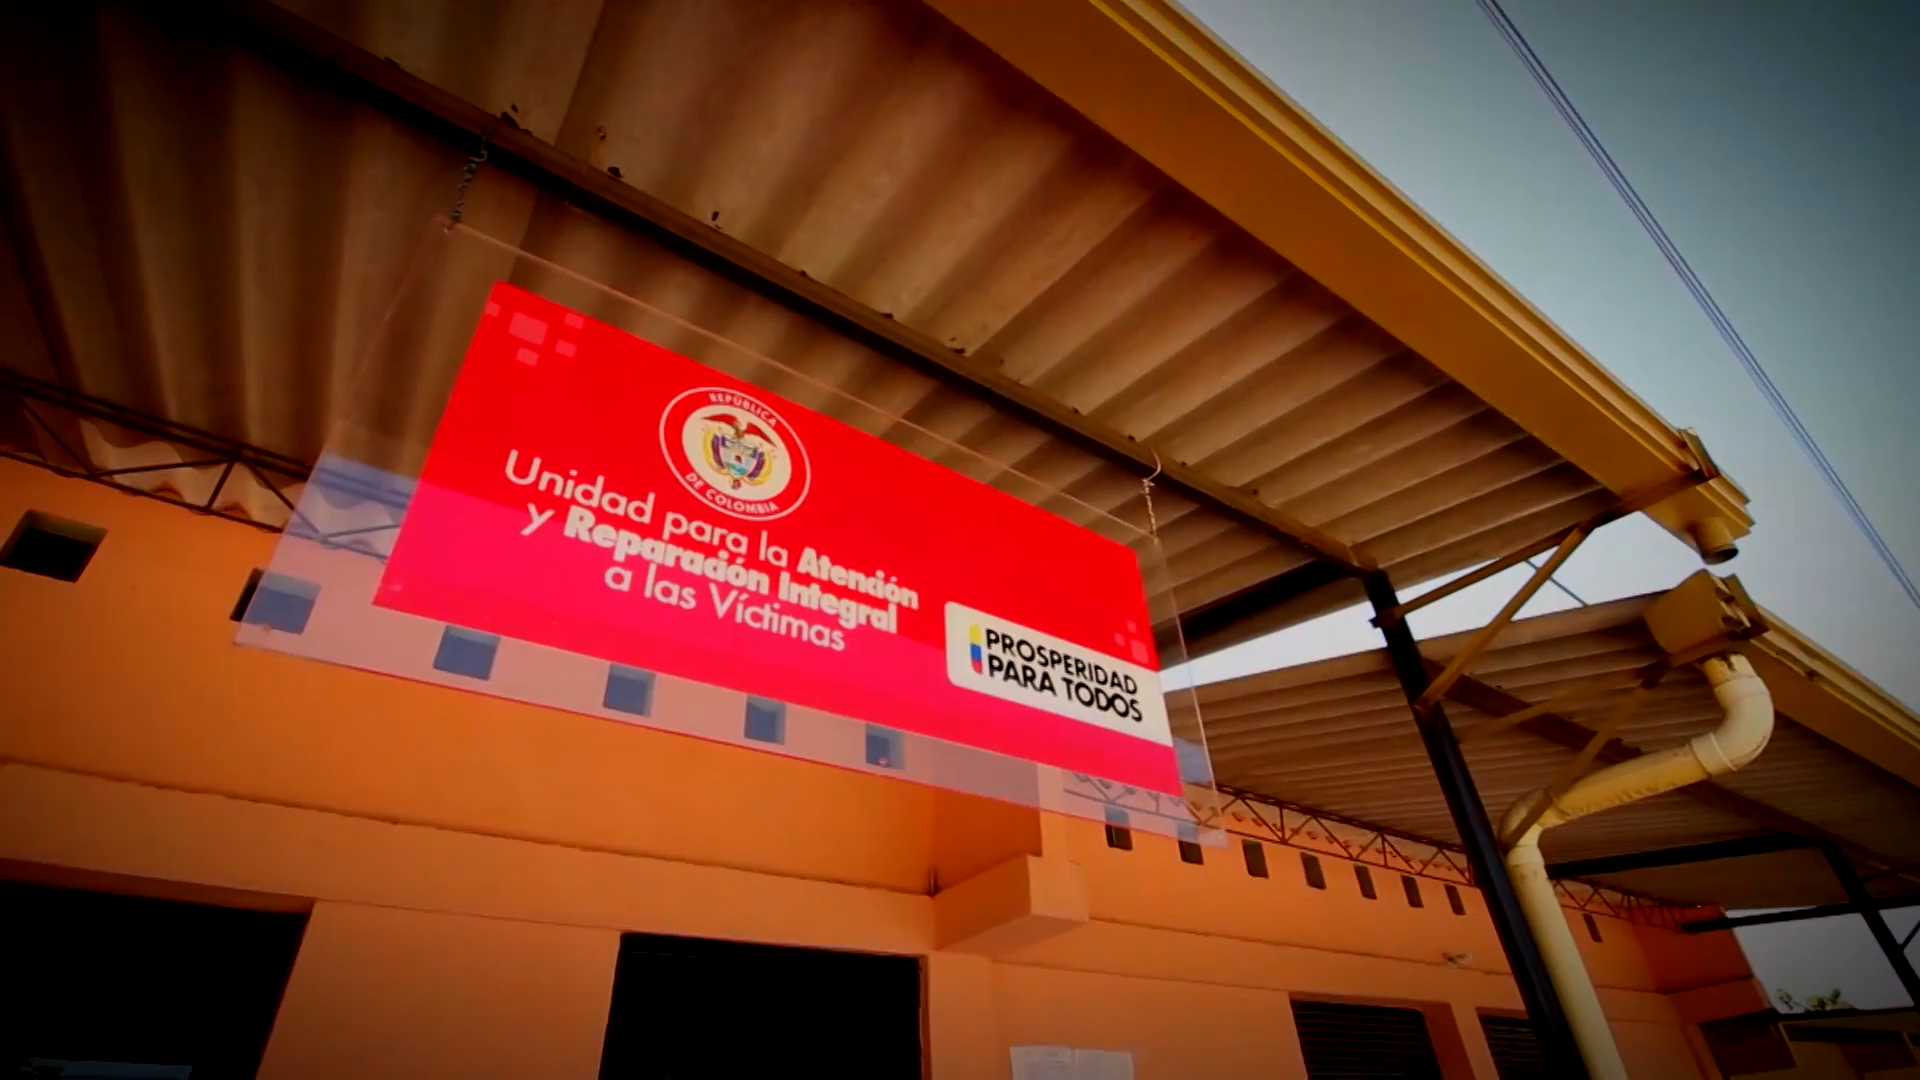 REPÚBLICA
DE COLOMBIA
Unidad para la Atención
y Reparación Integral
a las Víctimas
PROSPERIDAD
PARA TODOS